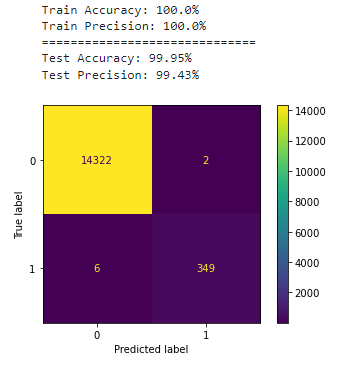 Train Accuracy: 100.0%
Train Precision: 100.0%
==============================
Test Accuracy: 99.95%
Test Precision: 99.43%
14000
12000
10000
8000
6000
4000
2000
0
14322
2
True label
1
6
349
0
1
Predicted label